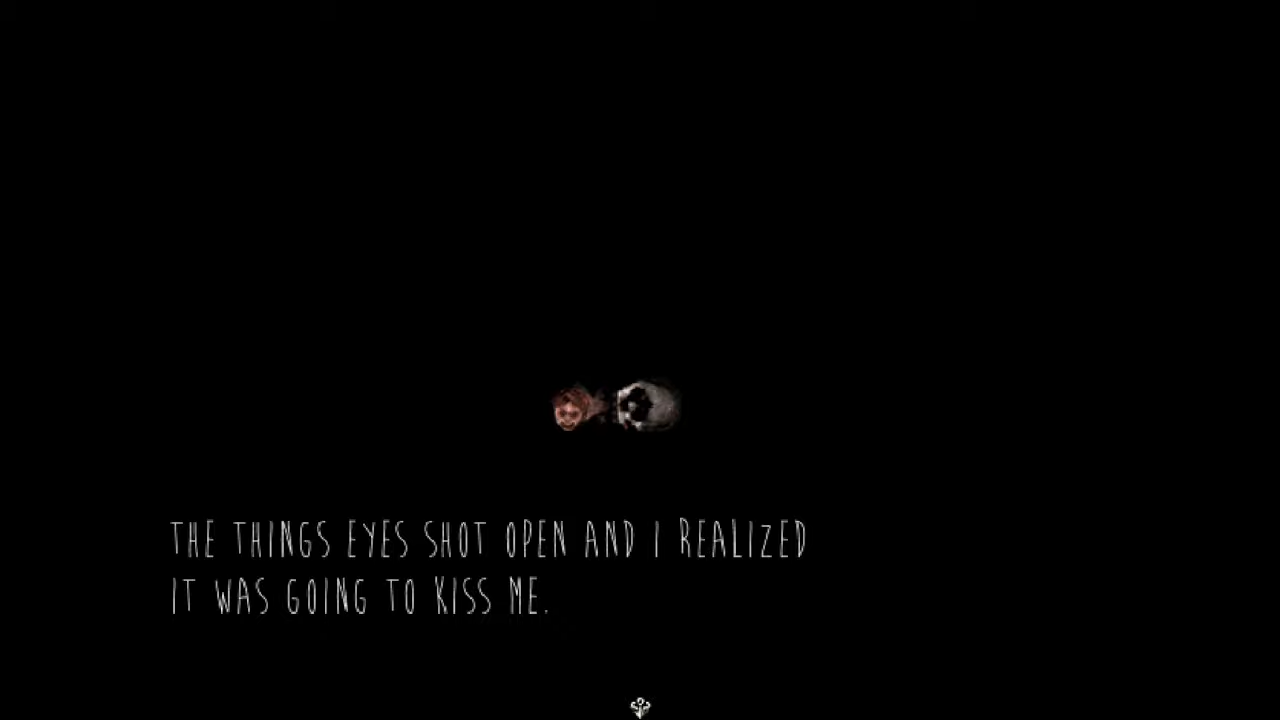 THE THINGS EYES SHOT OPEN AND I REALIZED
IT WAS GOING TO KISS ME.